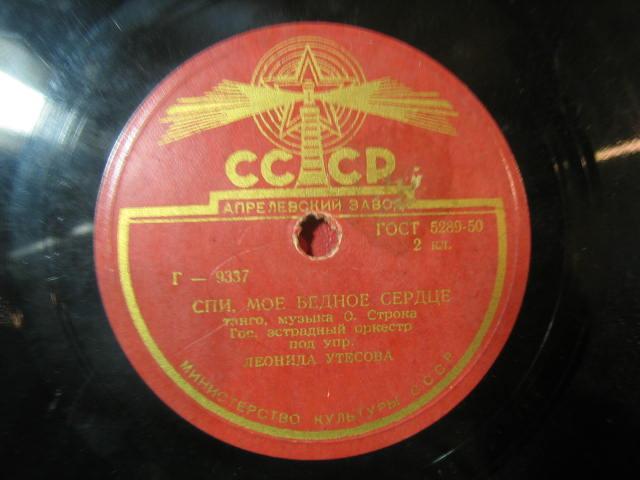 СССР
АПРЕЛЕВСКИЙ ЗАВОД
ГОСТ 5289-50
2 кл.
Г — 9337
СПИ, МОЕ БЕДНОЕ СЕРДЦЕ
танго, музыка О. Строка
Гос. эстрадный оркестр
под упр.
ЛЕОНИДА УТЕСОВА
МИНИСТЕРСТВО КУЛЬТУРЫ СССР